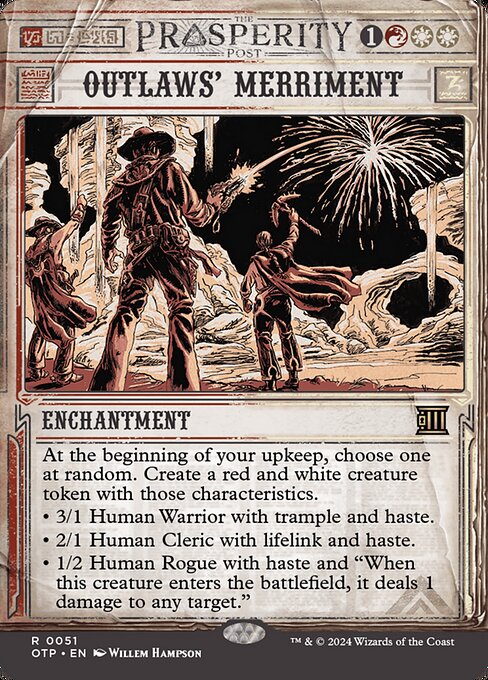 THE
PROSPERITY
POST
1
OUTLAWS’ MERRIMENT
ENCHANTMENT
At the beginning of your upkeep, choose one
at random. Create a red and white creature
token with those characteristics.
• 3/1 Human Warrior with trample and haste.
• 2/1 Human Cleric with lifelink and haste.
• 1/2 Human Rogue with haste and “When
this creature enters the battlefield, it deals 1
damage to any target.”
R 0051
OTP • EN WILLEM HAMPSON
™ & © 2024 Wizards of the Coast